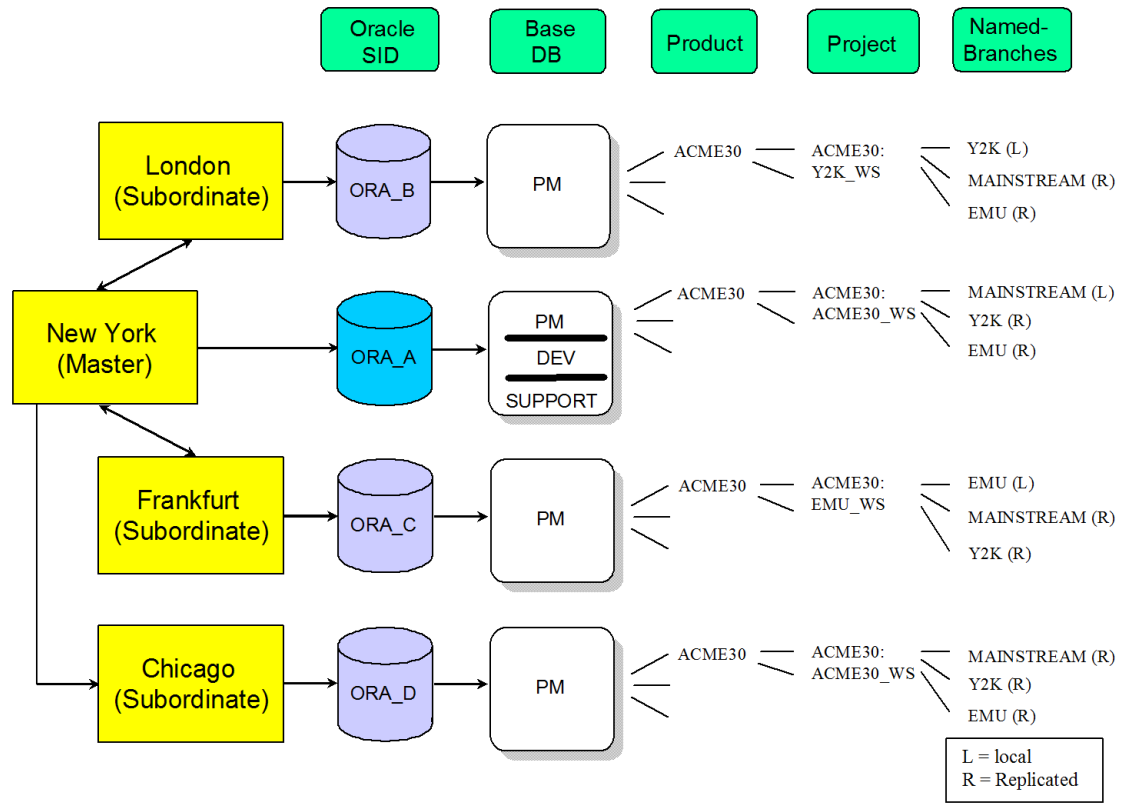 Oracle
SID
Base
DB
Product
Project
Named-
Branches
London
(Subordinate)
ORA_B
PM
ACME30
ACME30:
Y2K_WS
Y2K (L)
MAINSTREAM (R)
EMU (R)
New York
(Master)
ORA_A
PM
DEV
SUPPORT
ACME30
ACME30:
ACME30_WS
MAINSTREAM (L)
Y2K (R)
EMU (R)
Frankfurt
(Subordinate)
ORA_C
PM
ACME30
ACME30:
EMU_WS
EMU (L)
MAINSTREAM (R)
Y2K (R)
Chicago
(Subordinate)
ORA_D
PM
ACME30
ACME30:
ACME30_WS
MAINSTREAM (R)
Y2K (R)
EMU (R)
L = local
R = Replicated